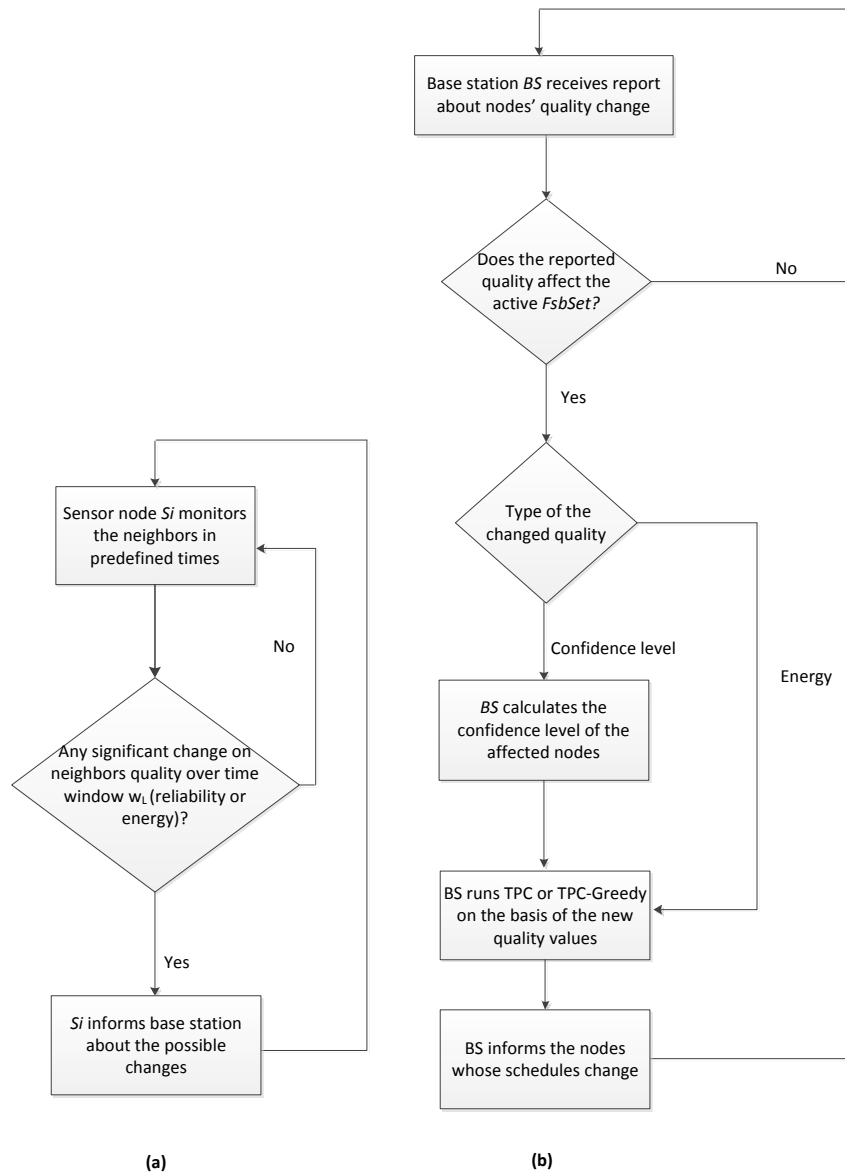 Base station BS receives report
about nodes’ quality change
Does the reported
quality affect the
active FsbSet?
No
Yes
Type of the
changed quality
Confidence level
Energy
BS calculates the
confidence level of the
affected nodes
BS runs TPC or TPC-Greedy
on the basis of the new
quality values
BS informs the nodes
whose schedules change
Sensor node Si monitors
the neighbors in
predefined times
No
Any significant change on
neighbors quality over time
window wL (reliability or
energy)?
Yes
Si informs base station
about the possible
changes
(a)
(b)